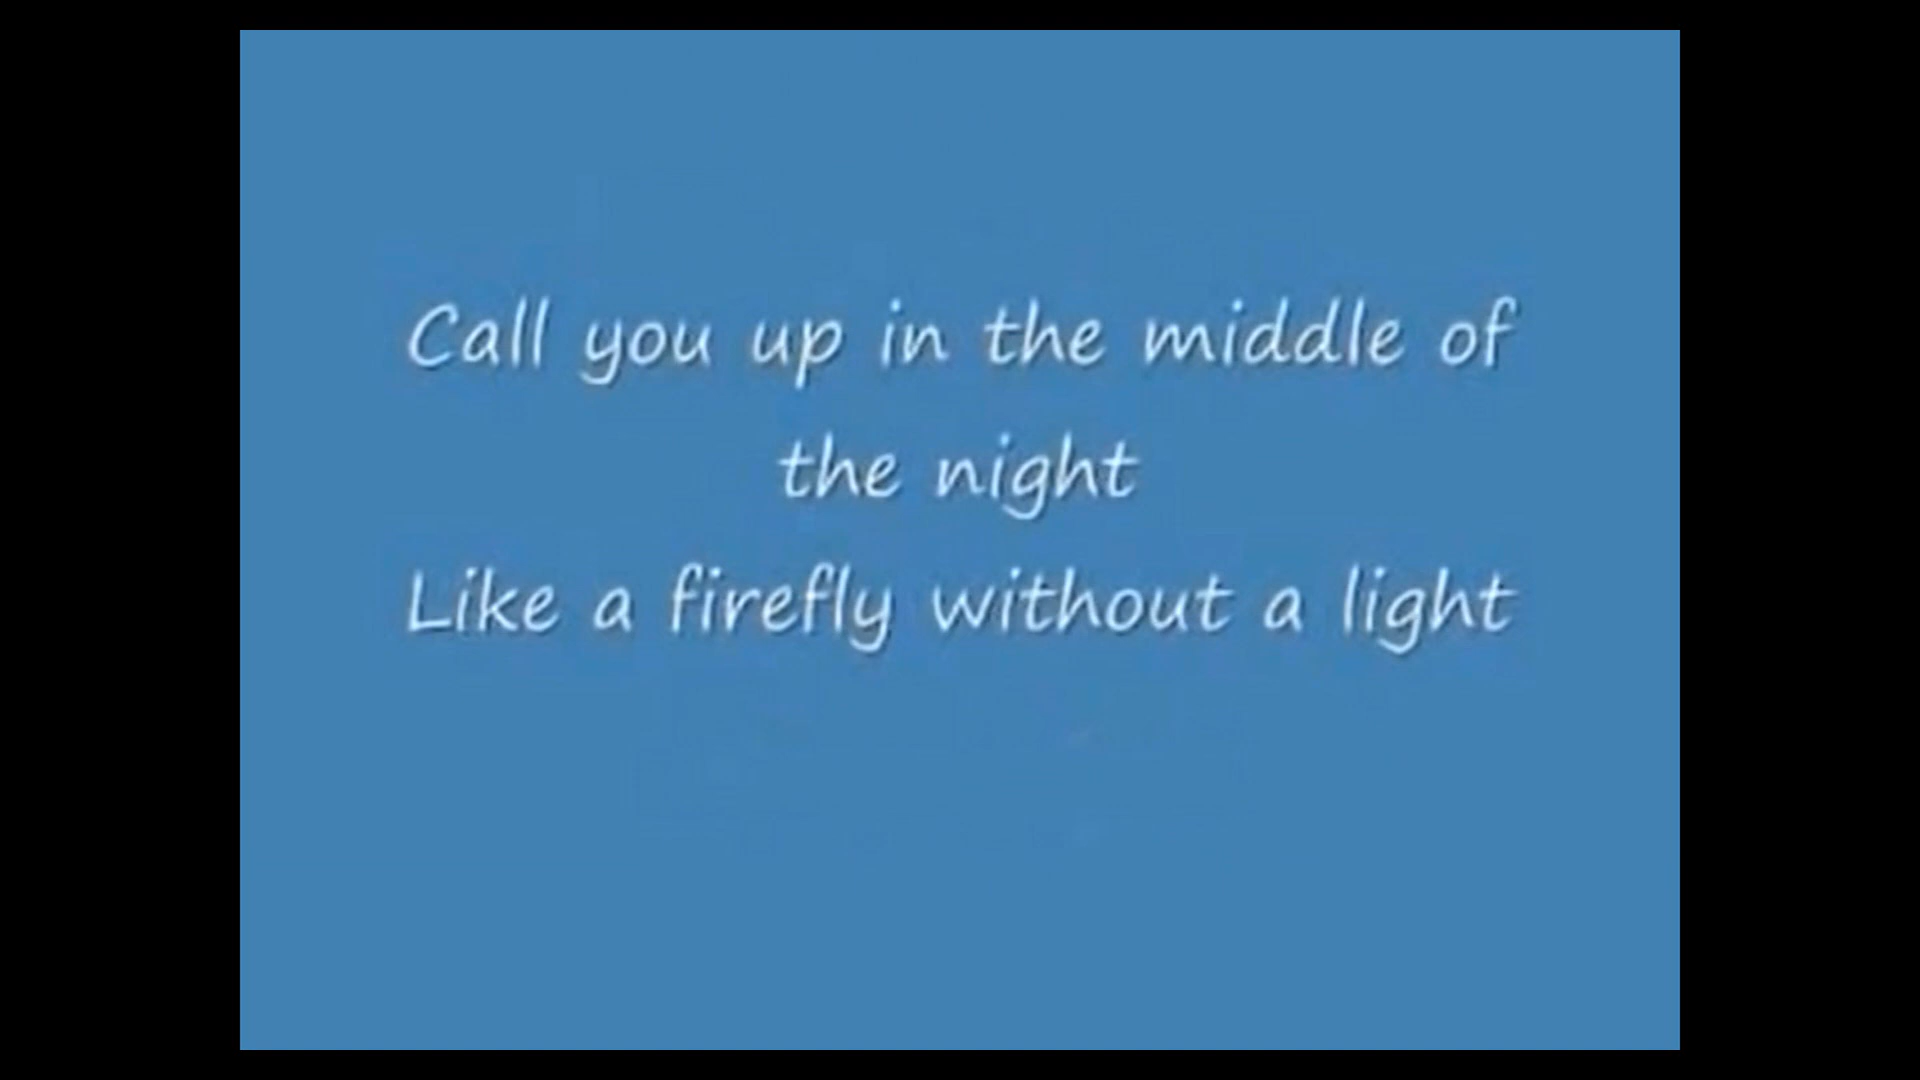 Call you up in the middle of
the night
Like a firefly without a light